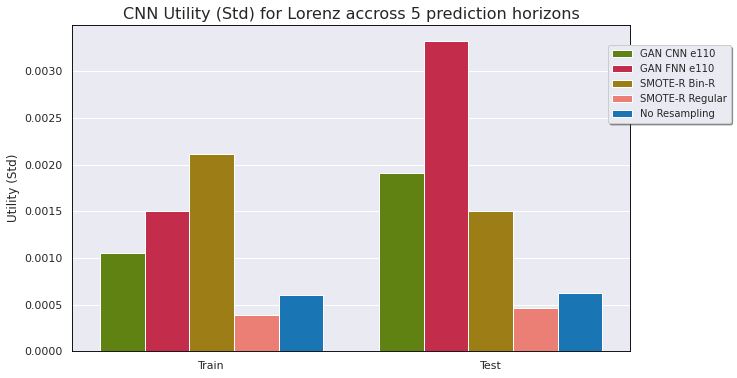 CNN Utility (Std) for Lorenz accross 5 prediction horizons
GAN CNN e110
GAN FNN e110
SMOTE-R Bin-R
SMOTE-R Regular
No Resampling
Utility (Std)
0.0030
0.0025
0.0020
0.0015
0.0010
0.0005
0.0000
Train
Test